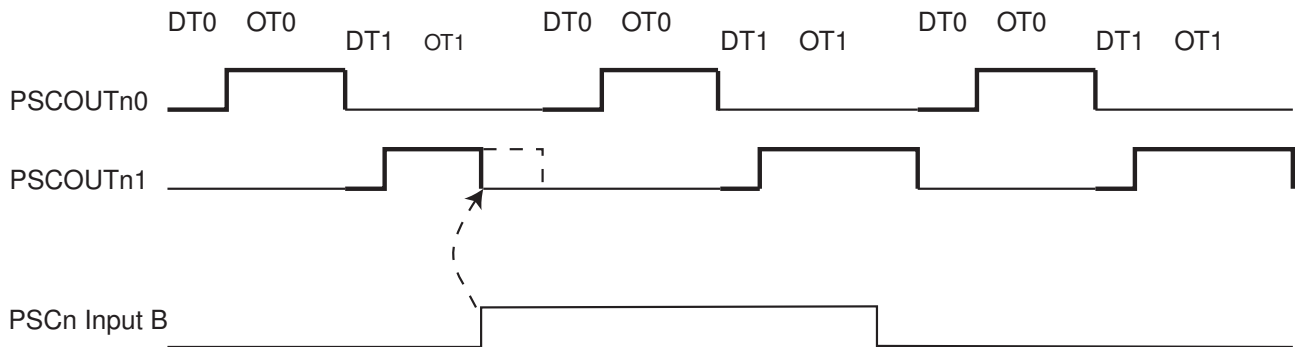 DT0 OT0 DT0 OT0 DT0 OT0
DT1 OT1 DT1 OT1 DT1 OT1
PSCOUTn0
PSCOUTn1
PSCn Input B